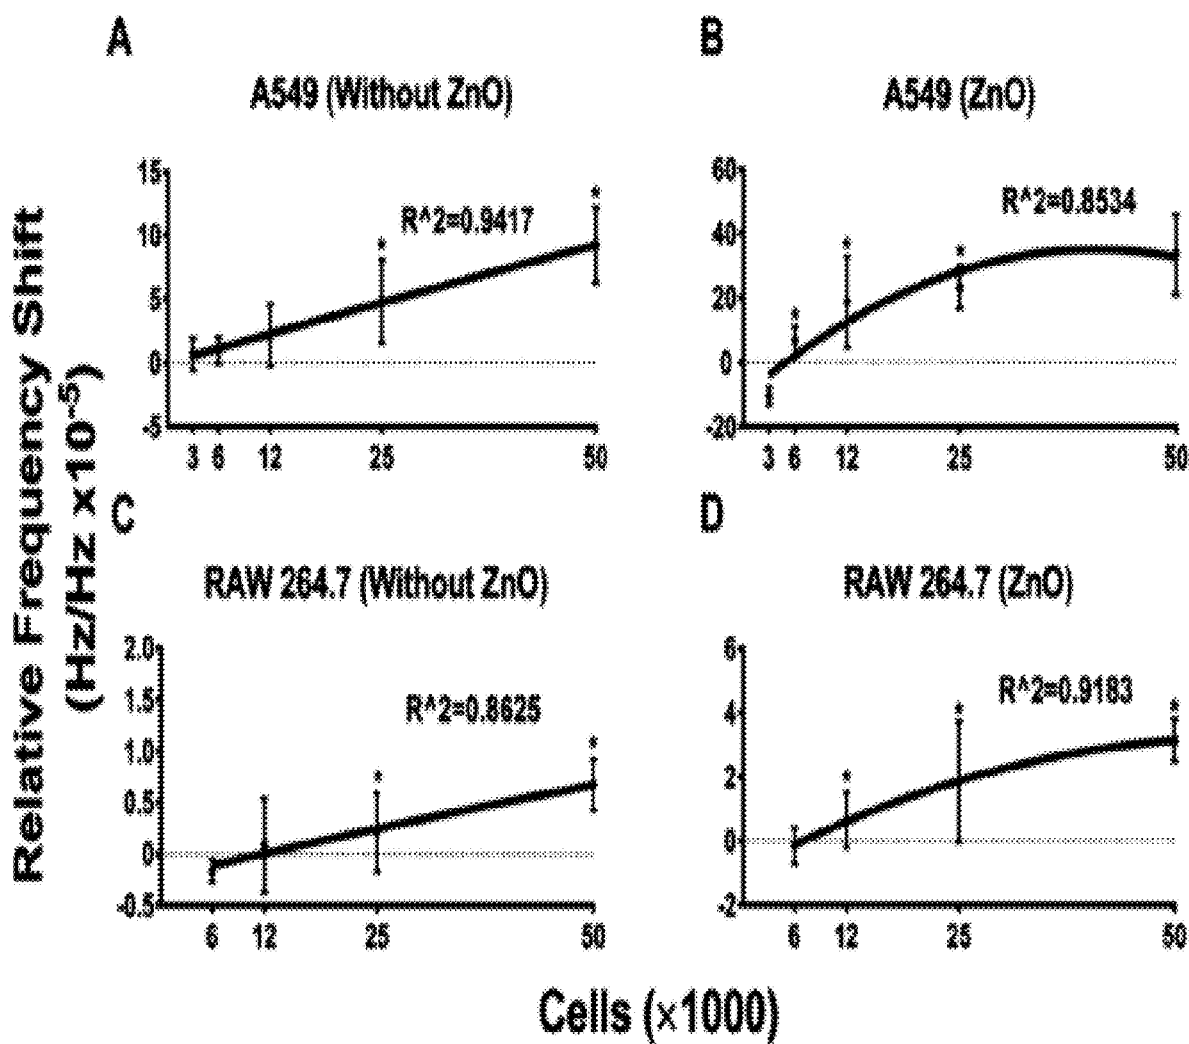 A
A549 (Without ZnO)
15
10
5
0
-5
R^2=0.9417
*
*
3 6 12 25 50
B
A549 (ZnO)
60
40
20
0
-20
R^2=0.8534
*
*
*
3 6 12 25 50
Relative Frequency Shift
(Hz/Hz x10⁻⁵)
C
RAW 264.7 (Without ZnO)
2.0
1.5
1.0
0.5
0
-0.5
R^2=0.8625
*
*
6 12 25 50
D
RAW 264.7 (ZnO)
6
4
2
0
-2
R^2=0.9183
*
*
*
6 12 25 50
Cells (×1000)